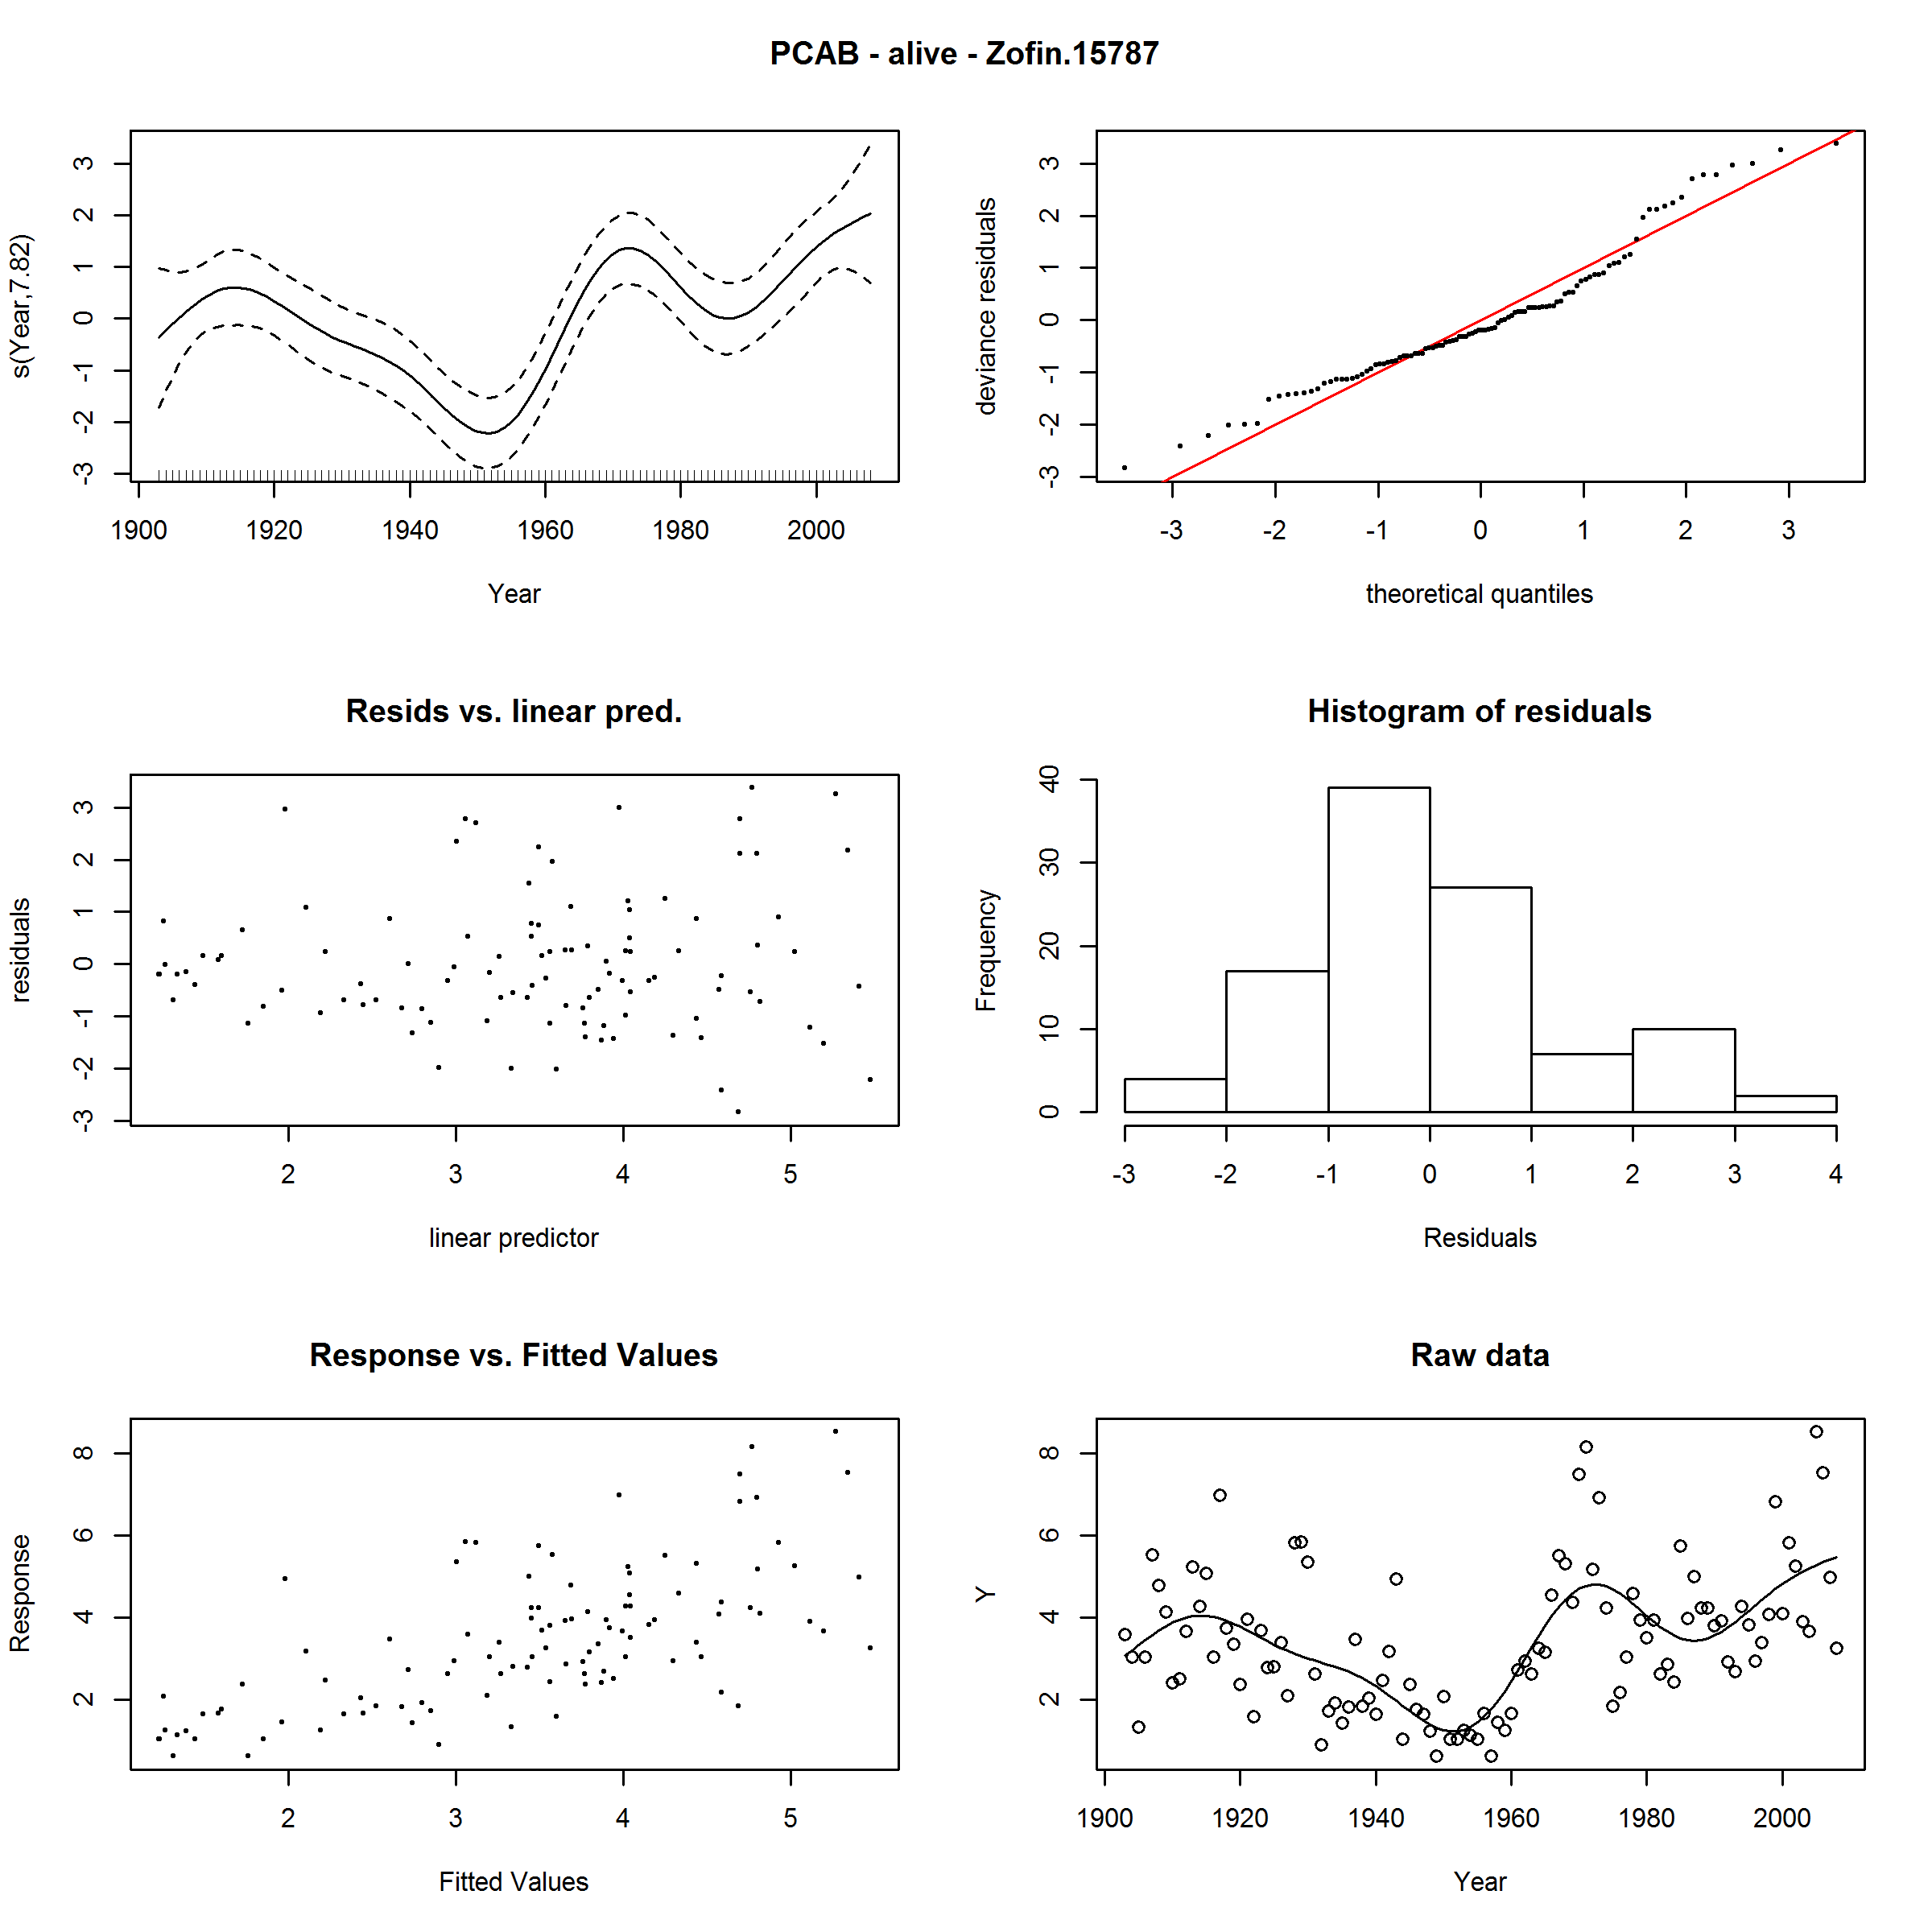 PCAB - alive - Zofin.15787
s(Year,7.82)
3
2
1
0
-1
-2
-3
1900 1920 1940 1960 1980 2000
Year
deviance residuals
3
2
1
0
-1
-2
-3
-3 -2 -1 0 1 2 3
theoretical quantiles
Resids vs. linear pred.
residuals
3
2
1
0
-1
-2
-3
2 3 4 5
linear predictor
Histogram of residuals
Frequency
40
30
20
10
0
-3 -2 -1 0 1 2 3 4
Residuals
Response vs. Fitted Values
Response
8
6
4
2
2 3 4 5
Fitted Values
Raw data
Y
8
6
4
2
1900 1920 1940 1960 1980 2000
Year